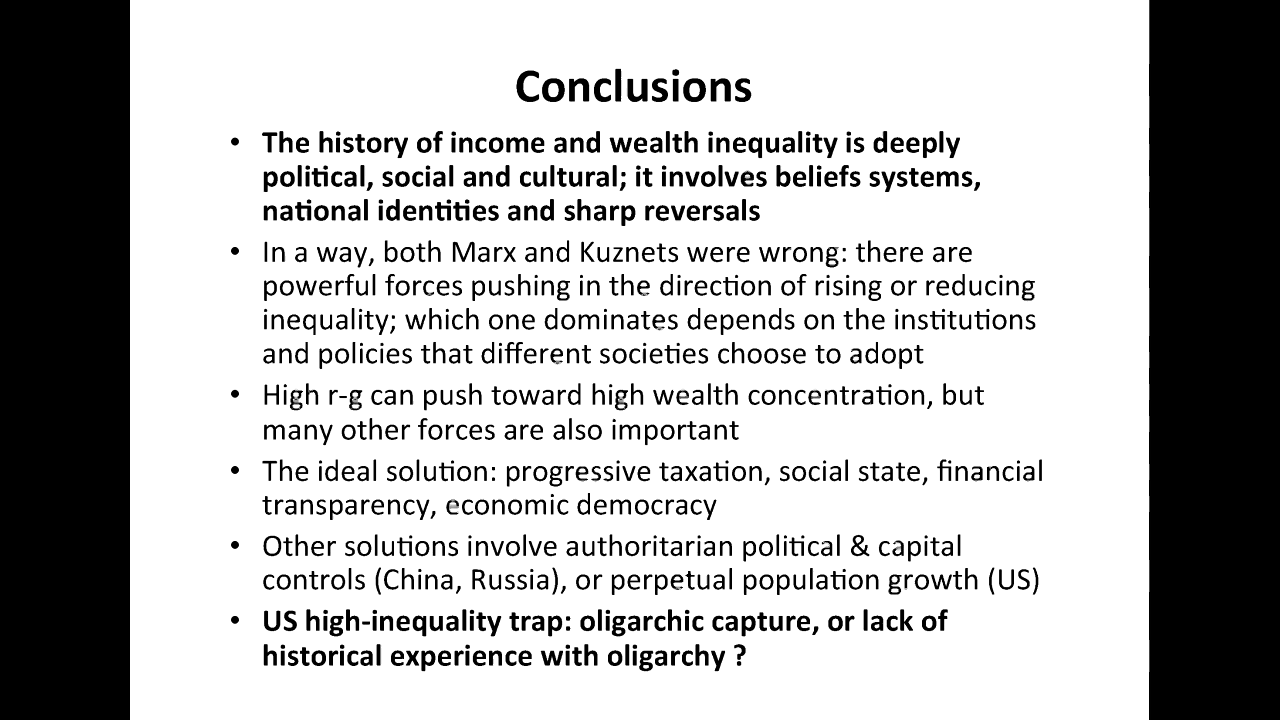 Conclusions
• The history of income and wealth inequality is deeply
political, social and cultural; it involves beliefs systems,
national identities and sharp reversals
• In a way, both Marx and Kuznets were wrong: there are
powerful forces pushing in the direction of rising or reducing
inequality; which one dominates depends on the institutions
and policies that different societies choose to adopt
• High r-g can push toward high wealth concentration, but
many other forces are also important
• The ideal solution: progressive taxation, social state, financial
transparency, economic democracy
• Other solutions involve authoritarian political & capital
controls (China, Russia), or perpetual population growth (US)
• US high-inequality trap: oligarchic capture, or lack of
historical experience with oligarchy ?